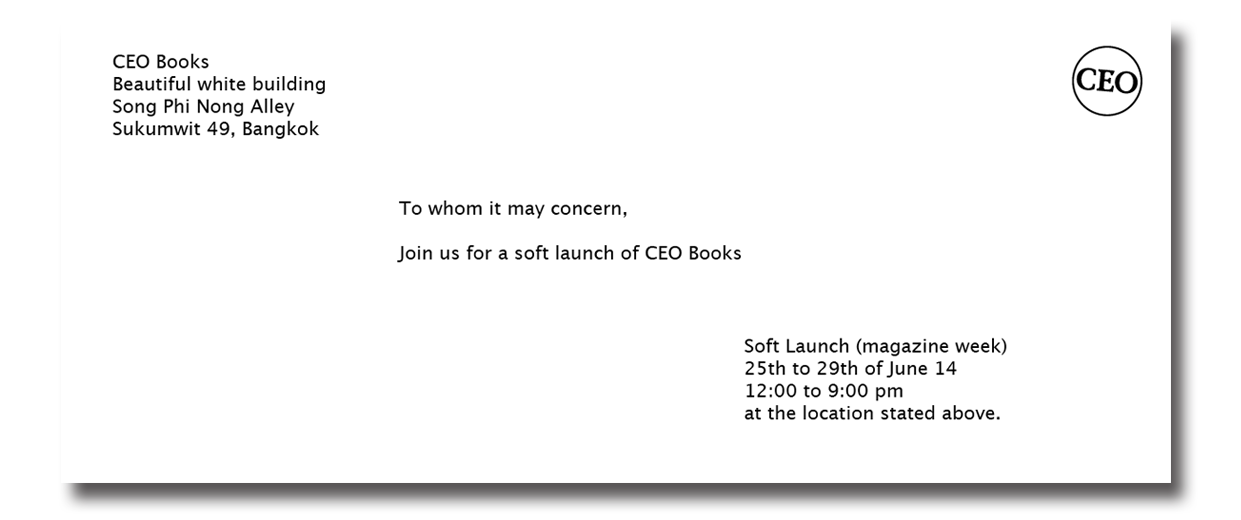 CEO Books
Beautiful white building
Song Phi Nong Alley
Sukumwit 49, Bangkok
CEO
To whom it may concern,
Join us for a soft launch of CEO Books
Soft Launch (magazine week)
25th to 29th of June 14
12:00 to 9:00 pm
at the location stated above.